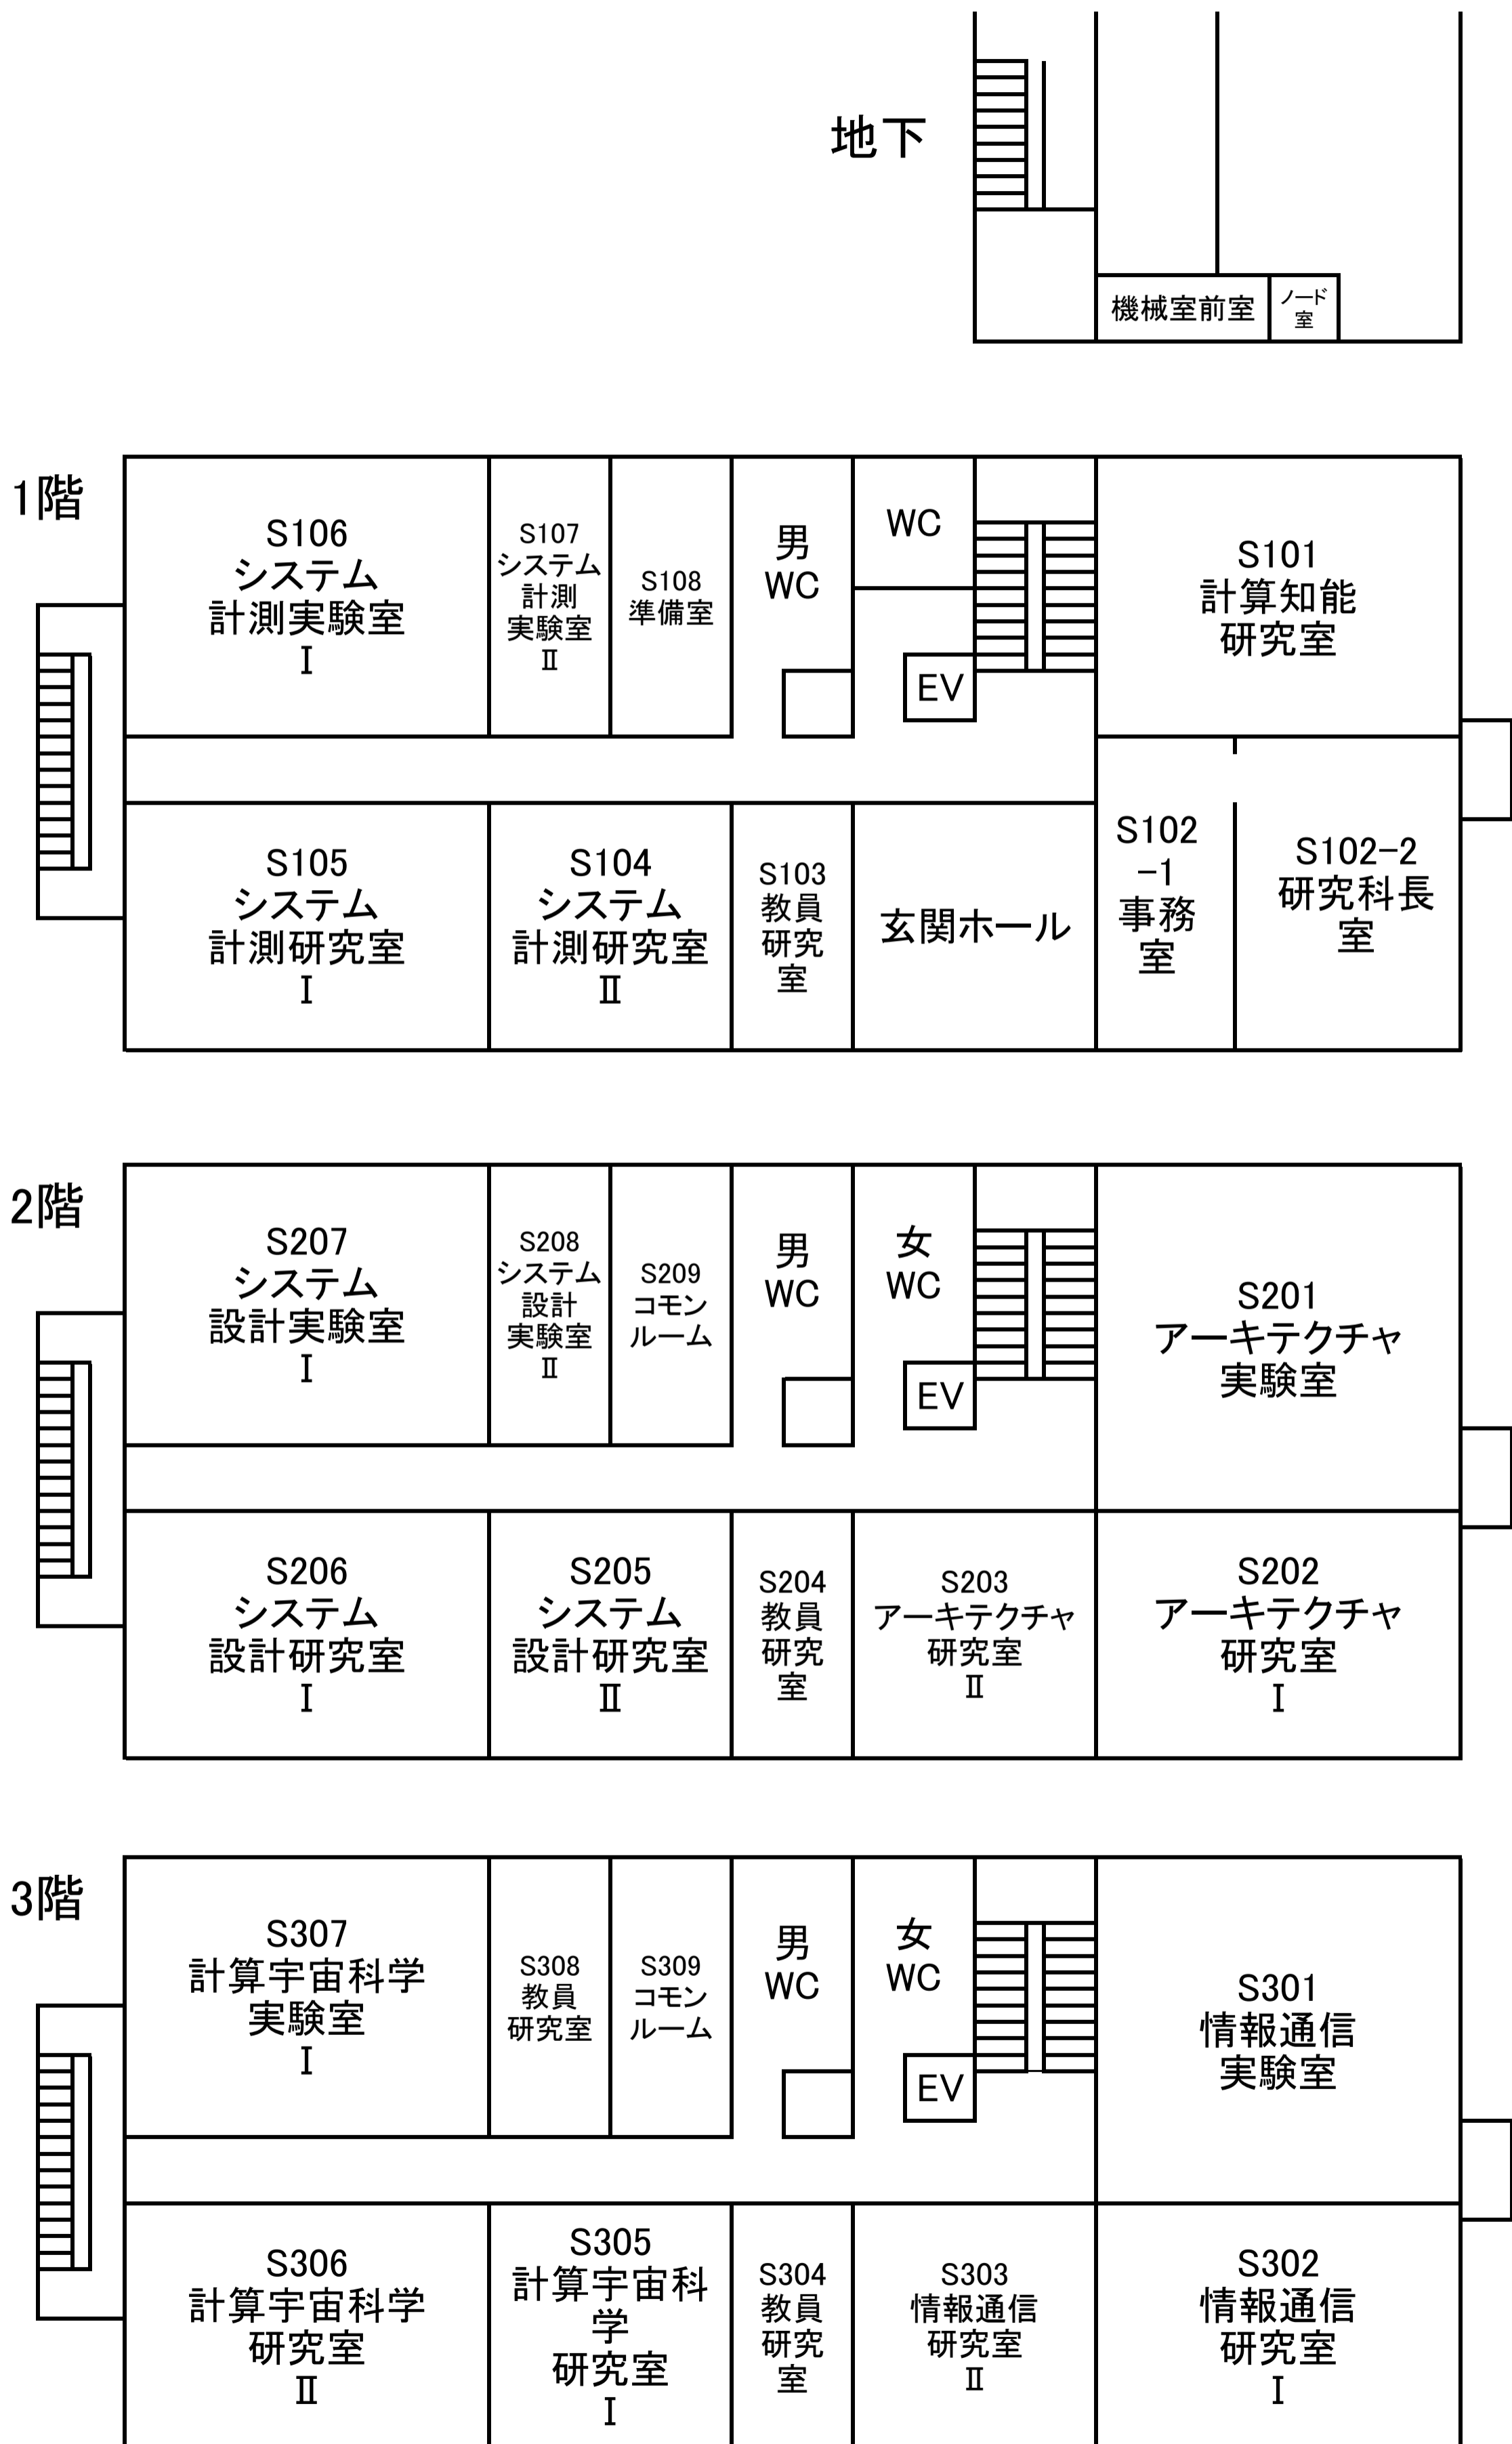 地下
機械室前室
ノード
室
1階
S106
システム
計測実験室
Ⅰ
S107
システム
計測
実験室
Ⅱ
S108
準備室
男
WC
WC
EV
S101
計算知能
研究室
S105
システム
計測研究室
Ⅰ
S104
システム
計測研究室
Ⅱ
S103
教員
研究
室
玄関ホール
S102
-1
事務
室
S102-2
研究科長
室
2階
S207
システム
設計実験室
Ⅰ
S208
システム
設計
実験室
Ⅱ
S209
コモン
ルーム
男
WC
女
WC
EV
S201
アーキテクチャ
実験室
S206
システム
設計研究室
Ⅰ
S205
システム
設計研究室
Ⅱ
S204
教員
研究
室
S203
アーキテクチャ
研究室
Ⅱ
S202
アーキテクチャ
研究室
Ⅰ
3階
S307
計算宇宙科学
実験室
Ⅰ
S308
教員
研究室
S309
コモン
ルーム
男
WC
女
WC
EV
S301
情報通信
実験室
S306
計算宇宙科学
研究室
Ⅱ
S305
計算宇宙科
学
研究室
Ⅰ
S304
教員
研究
室
S303
情報通信
研究室
Ⅱ
S302
情報通信
研究室
Ⅰ